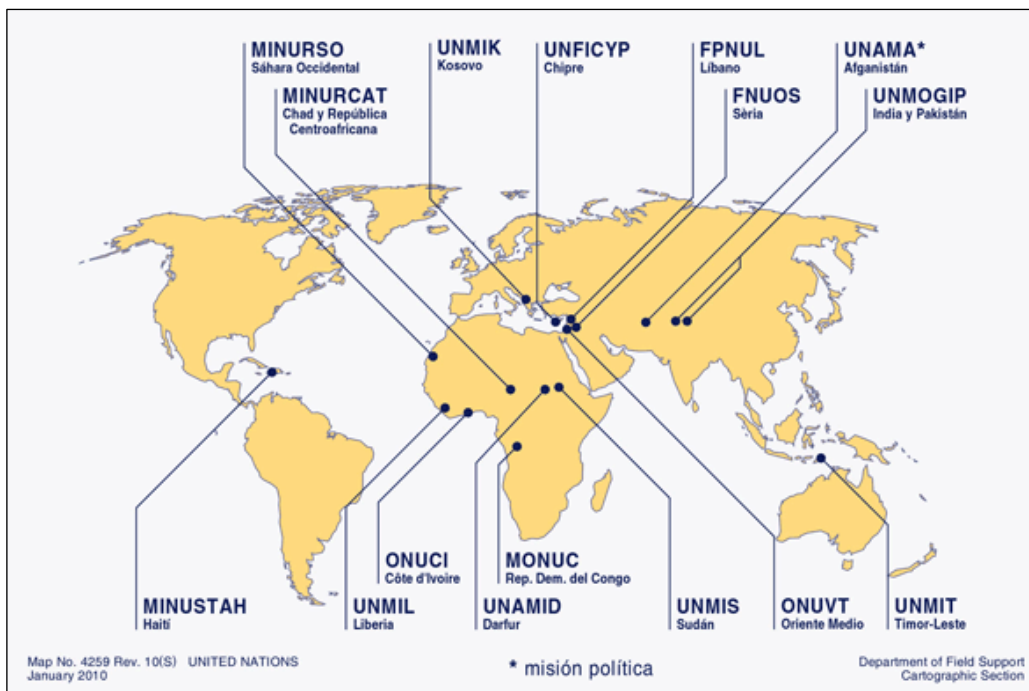 MINURSO
Sáhara Occidental
MINURCAT
Chad y República
Centroafricana
UNMIK
Kosovo
UNFICYP
Chipre
FPNUL
Líbano
FNUOS
Sèria
UNAMA*
Afganistán
UNMOGIP
India y Pakistán
MINUSTAH
Haití
UNMIL
Liberia
ONUCI
Côte d'Ivoire
UNAMID
Darfur
MONUC
Rep. Dem. del Congo
UNMIS
Sudán
ONUVT
Oriente Medio
UNMIT
Timor-Leste
Map No. 4259 Rev. 10(S) UNITED NATIONS
January 2010
* misión política
Department of Field Support
Cartographic Section